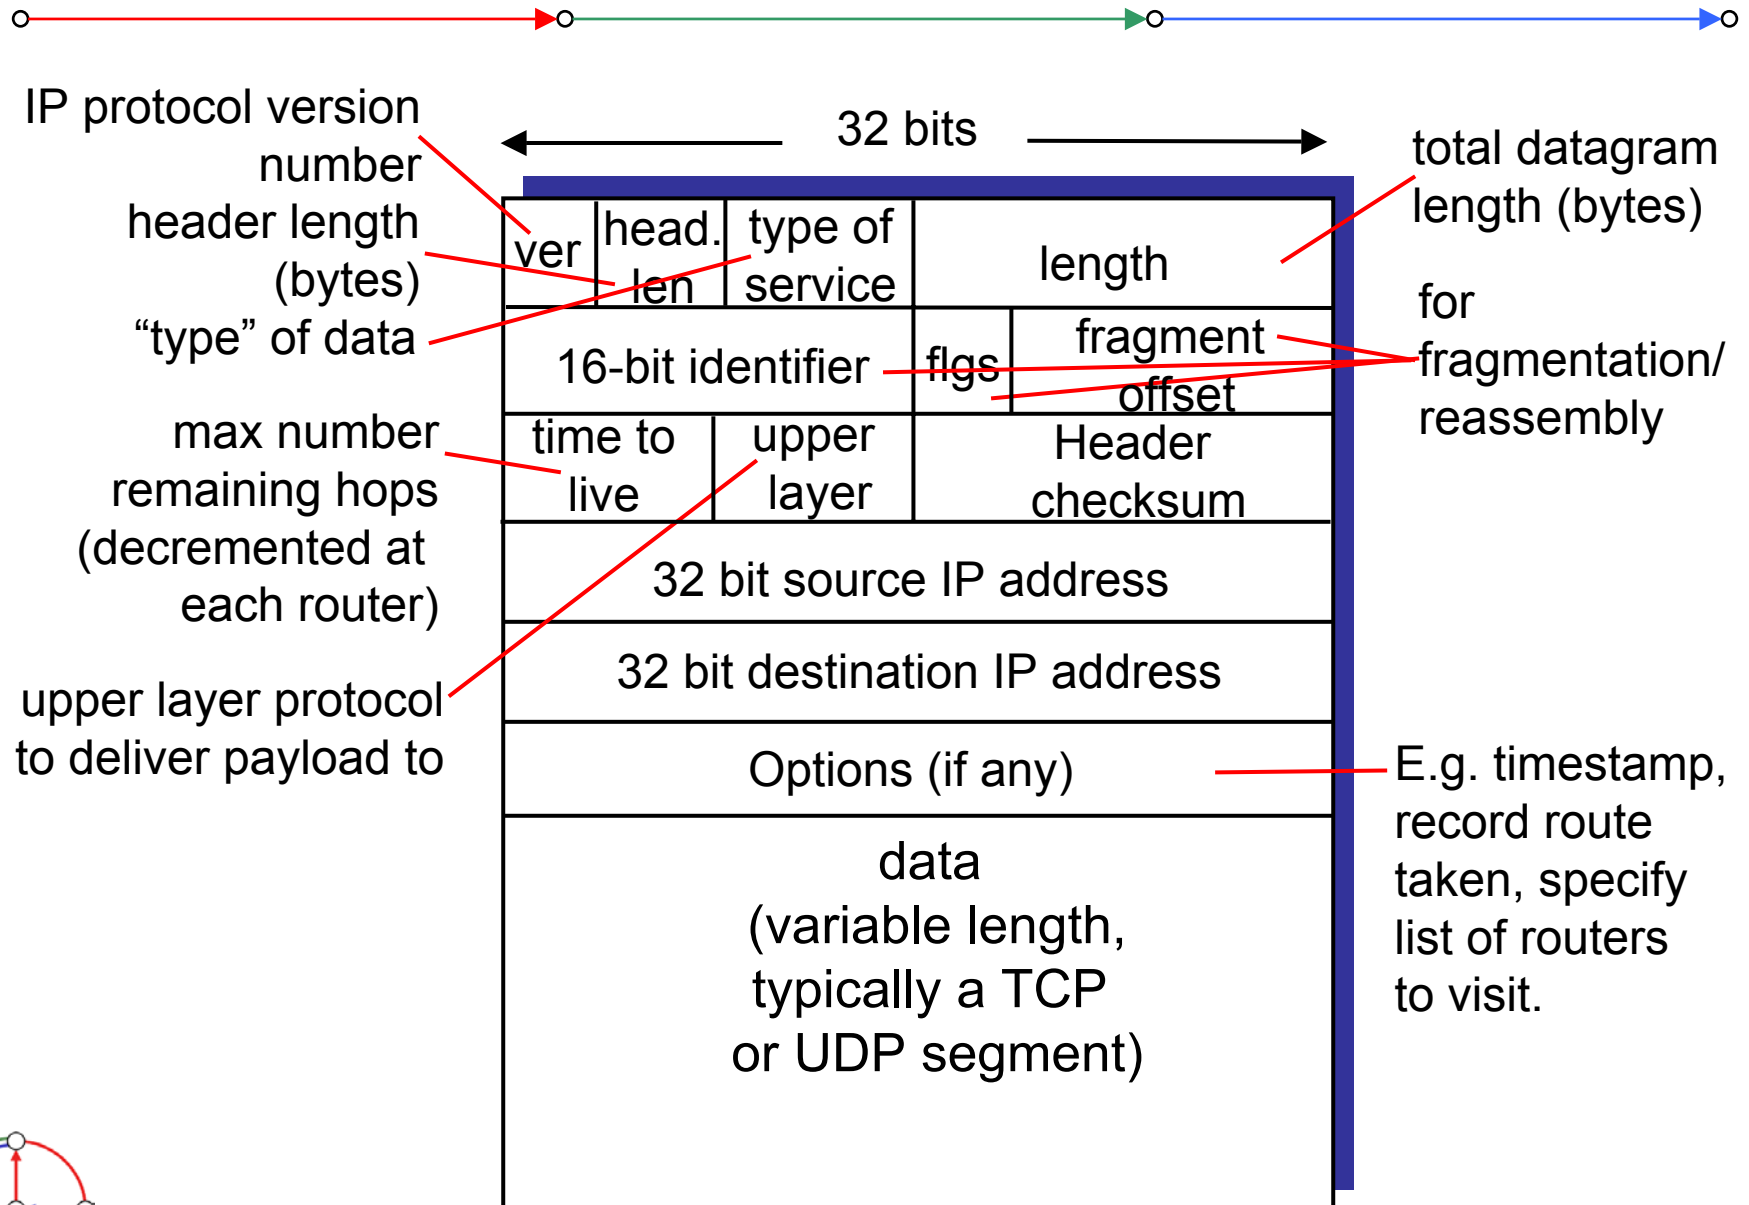 IP protocol version
number
header length
(bytes)
“type” of data
max number
remaining hops
(decremented at
each router)
upper layer protocol
to deliver payload to
32 bits
ver
head.
len
type of
service
length
16-bit identifier
flgs
fragment
offset
time to
live
upper
layer
Header
checksum
32 bit source IP address
32 bit destination IP address
Options (if any)
data
(variable length,
typically a TCP
or UDP segment)
total datagram
length (bytes)
for
fragmentation/
reassembly
E.g. timestamp,
record route
taken, specify
list of routers
to visit.